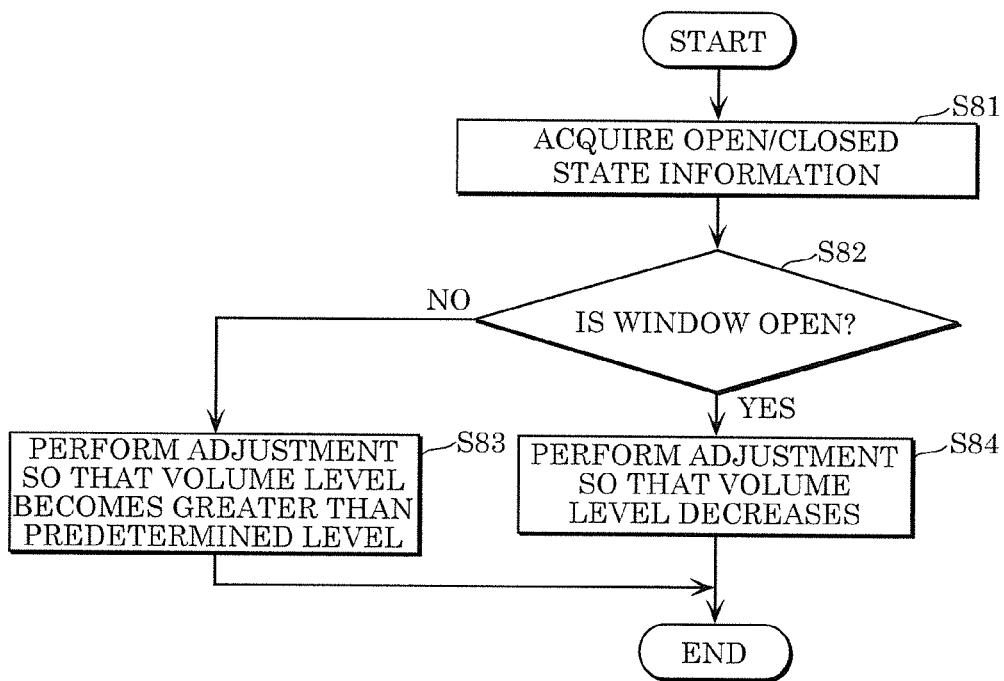 START
S81
ACQUIRE OPEN/CLOSED
STATE INFORMATION
S82
IS WINDOW OPEN?
NO
YES
S83
PERFORM ADJUSTMENT
SO THAT VOLUME LEVEL
BECOMES GREATER THAN
PREDETERMINED LEVEL
S84
PERFORM ADJUSTMENT
SO THAT VOLUME
LEVEL DECREASES
END